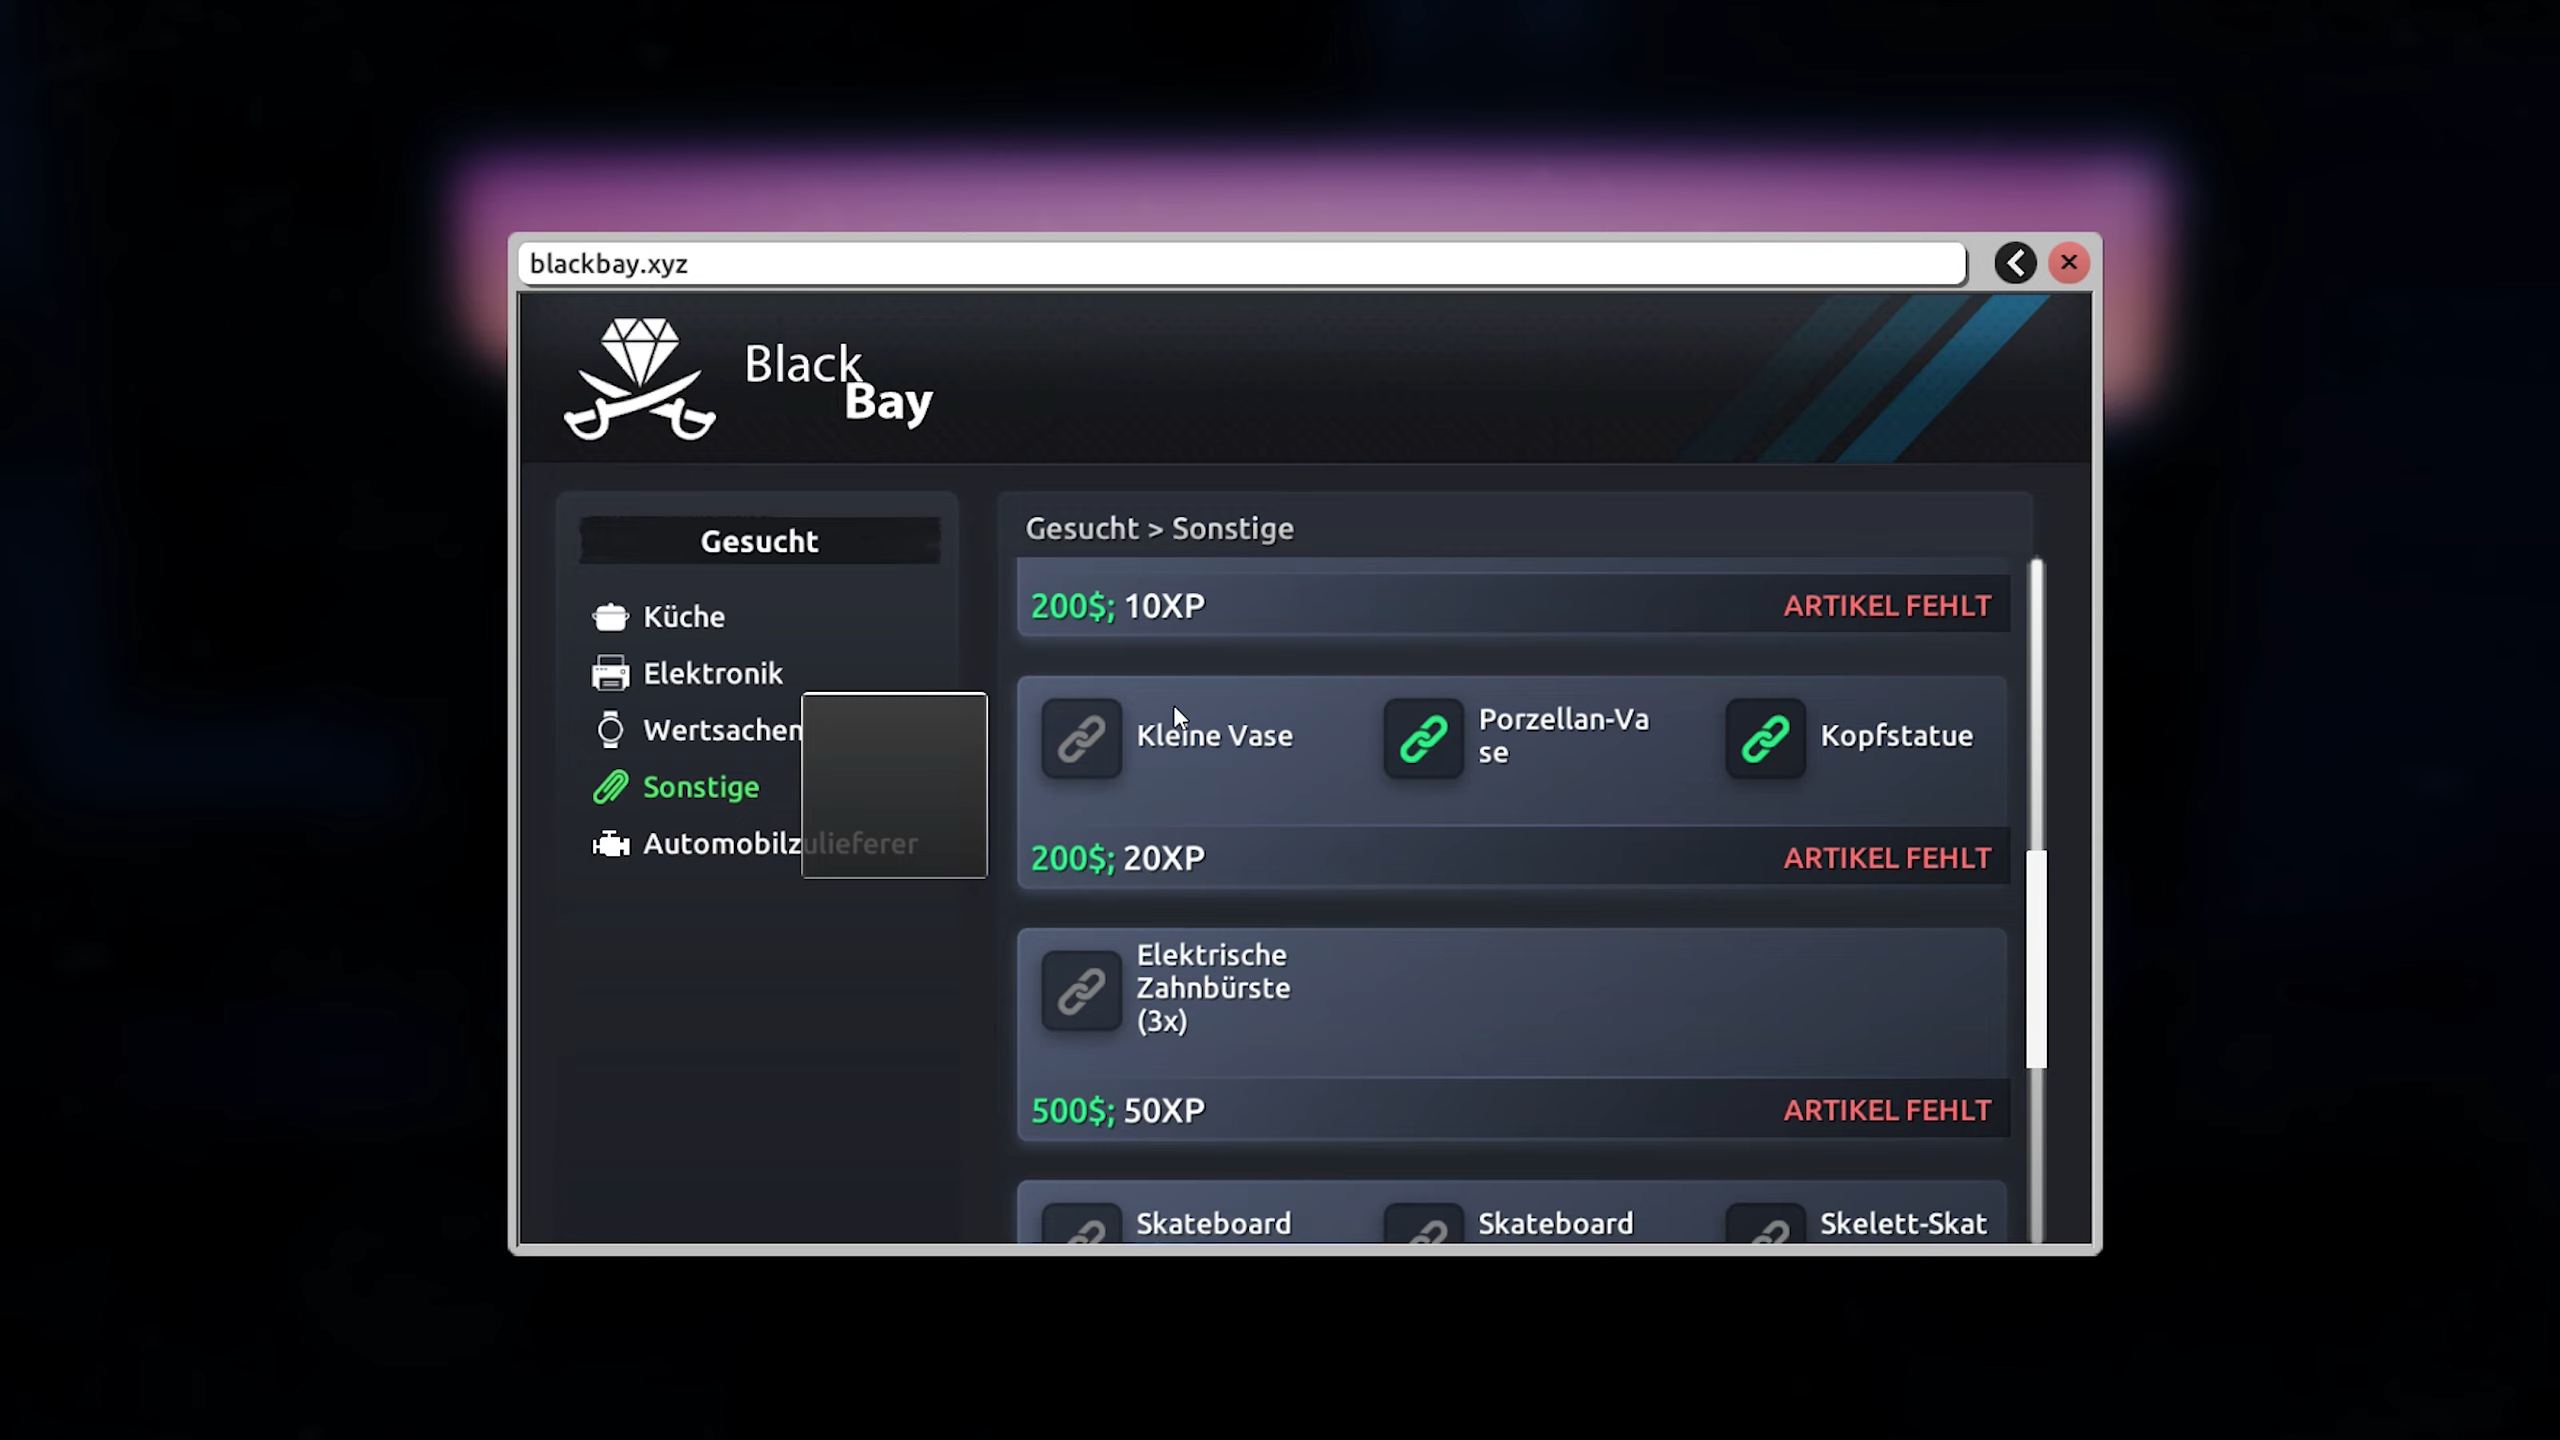 blackbay.xyz
Black
Bay
Gesucht
Küche
Elektronik
Wertsachen
Sonstige
Automobilzulieferer
Gesucht > Sonstige
200$; 10XP
ARTIKEL FEHLT
Kleine Vase
Porzellan-Va
se
Kopfstatue
200$; 20XP
ARTIKEL FEHLT
Elektrische
Zahnbürste
(3x)
500$; 50XP
ARTIKEL FEHLT
Skateboard
Skateboard
Skelett-Skat